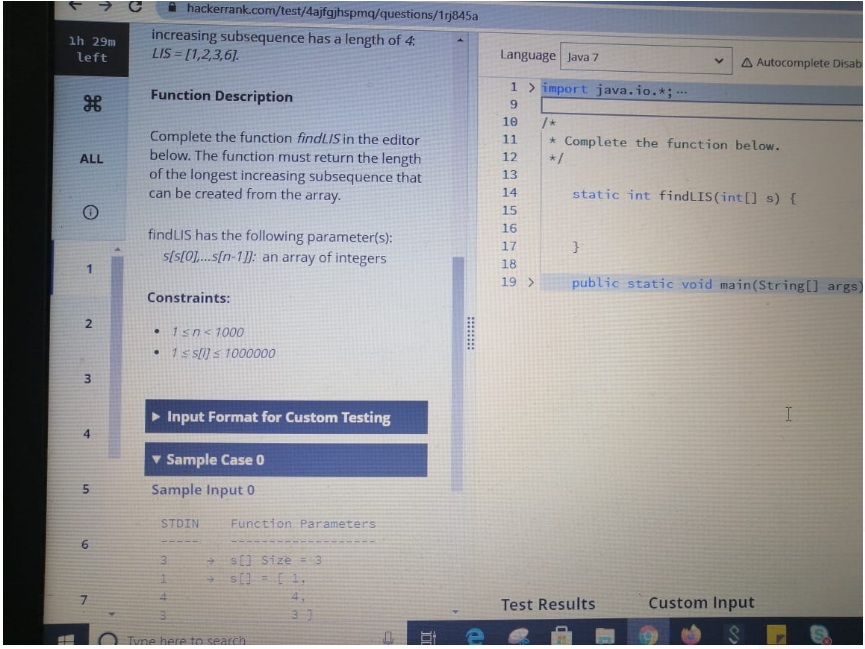 hackerrank.com/test/4ajfgjhspmq/questions/1rj845a
1h 29m
left
ALL
1
2
3
4
5
6
7
increasing subsequence has a length of 4:
LIS = [1,2,3,6].
Function Description
Complete the function findLIS in the editor
below. The function must return the length
of the longest increasing subsequence that
can be created from the array.
findLIS has the following parameter(s):
s[s[0],...s[n-1]]: an array of integers
Constraints:
• 1 ≤ n < 1000
• 1 ≤ s[i] ≤ 1000000
▶ Input Format for Custom Testing
▼ Sample Case 0
Sample Input 0
STDIN Function Parameters
----- -------------------
3 → s[] Size = 3
1 → s[] = [ 1,
4 4,
3 3 ]
Language Java 7 Autocomplete Disab
1 > import java.io.*;...
9
10 /*
11 * Complete the function below.
12 */
13
14 static int findLIS(int[] s) {
15
16
17 }
18
19 > public static void main(String[] args)
Test Results Custom Input
Type here to search